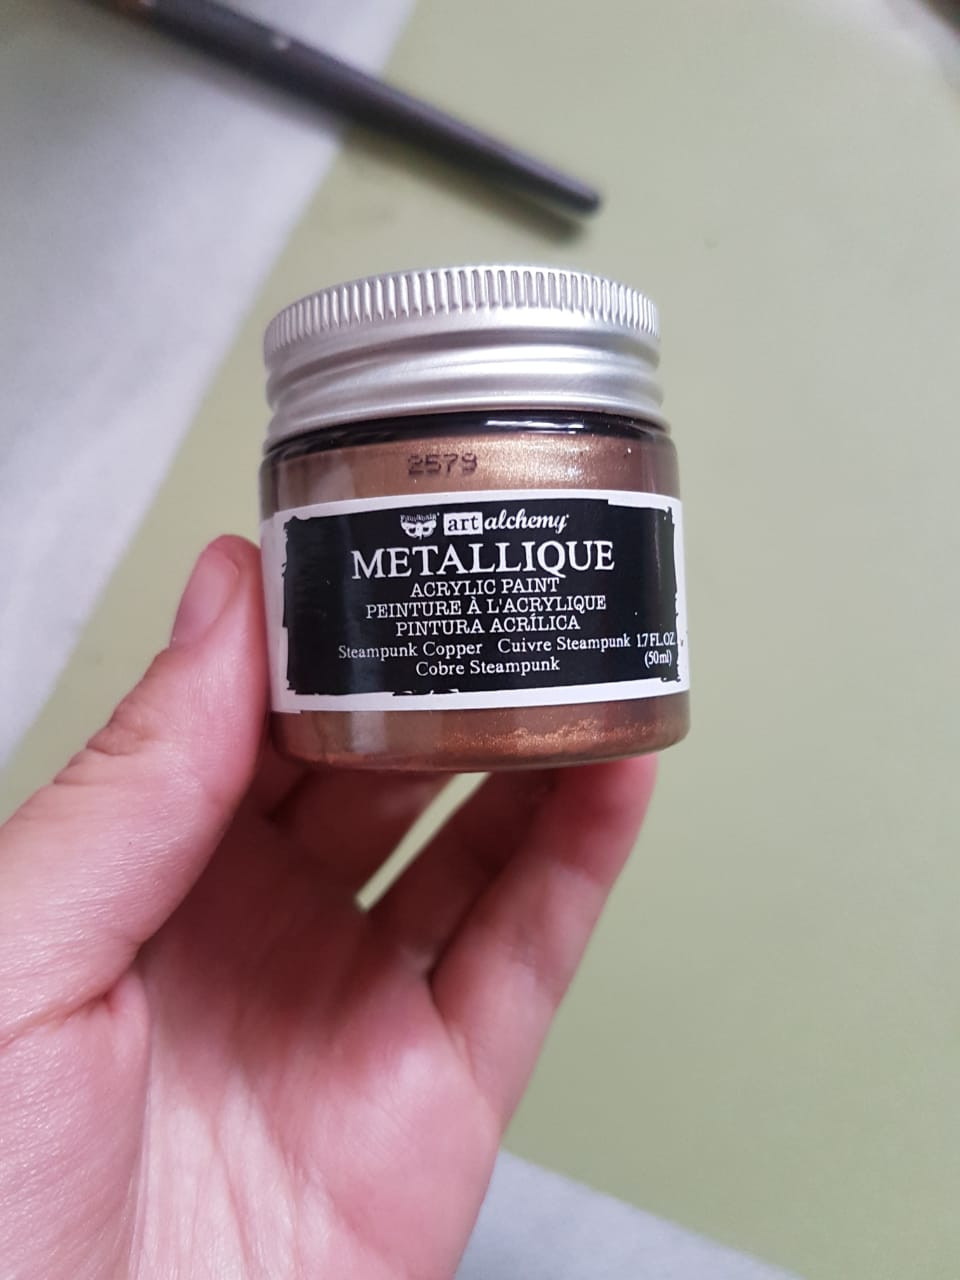 2579
art alchemy
METALLIQUE
ACRYLIC PAINT
PEINTURE À L'ACRYLIQUE
PINTURA ACRÍLICA
Steampunk Copper Cuivre Steampunk 1.7 FL.OZ.
Cobre Steampunk (50ml)